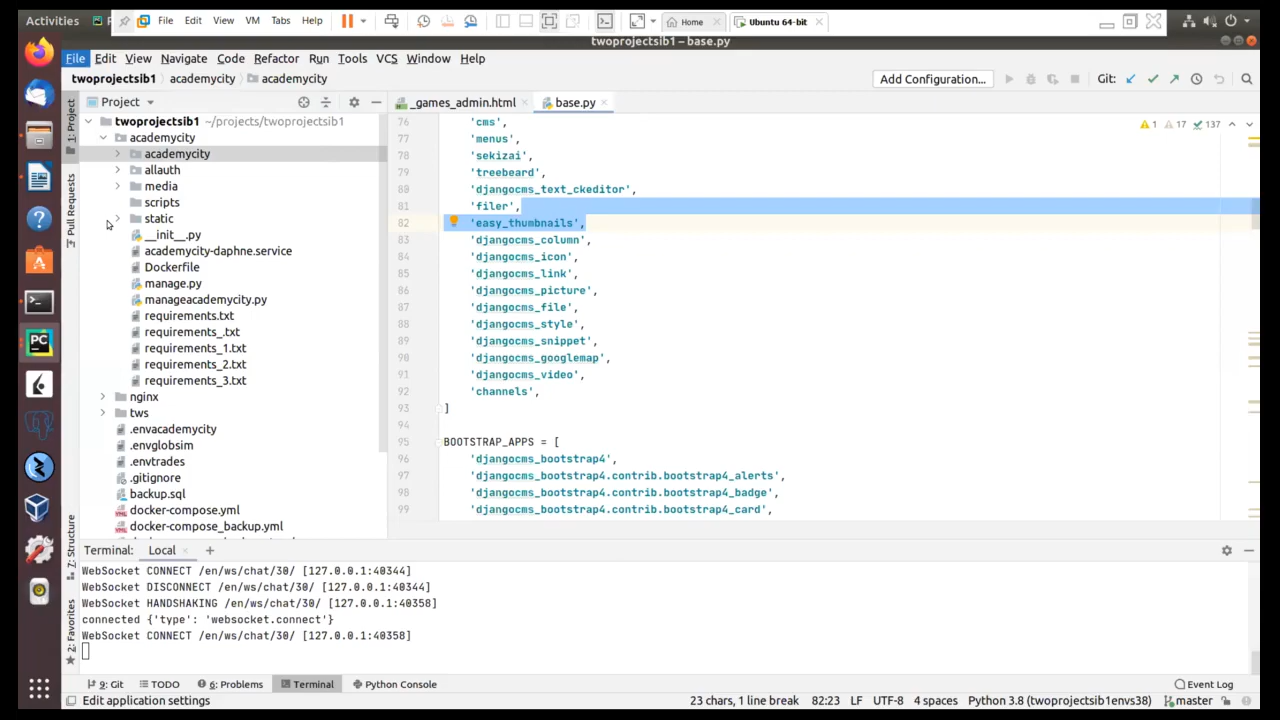 Activities P File Edit View VM Tabs Help Home Ubuntu 64-bit
twoprojectsib1 – base.py
File Edit View Navigate Code Refactor Run Tools VCS Window Help
twoprojectsib1 academycity academycity Add Configuration... Git:
Project
_games_admin.html base.py
1: Project
Pull Requests
7: Structure
2: Favorites
twoprojectsib1 ~/projects/twoprojectsib1
academycity
academycity
allauth
media
scripts
static
__init__.py
academycity-daphne.service
Dockerfile
manage.py
manageacademycity.py
requirements.txt
requirements_.txt
requirements_1.txt
requirements_2.txt
requirements_3.txt
nginx
tws
.envacademycity
.envglobsim
.envtrades
.gitignore
backup.sql
docker-compose.yml
docker-compose_backup.yml
1 17 137
76 'cms',
77 'menus',
78 'sekizai',
79 'treebeard',
80 'djangocms_text_ckeditor',
81 'filer',
82 'easy_thumbnails',
83 'djangocms_column',
84 'djangocms_icon',
85 'djangocms_link',
86 'djangocms_picture',
87 'djangocms_file',
88 'djangocms_style',
89 'djangocms_snippet',
90 'djangocms_googlemap',
91 'djangocms_video',
92 'channels',
93 ]
94
95 BOOTSTRAP_APPS = [
96 'djangocms_bootstrap4',
97 'djangocms_bootstrap4.contrib.bootstrap4_alerts',
98 'djangocms_bootstrap4.contrib.bootstrap4_badge',
99 'djangocms_bootstrap4.contrib.bootstrap4_card',
Terminal: Local +
WebSocket CONNECT /en/ws/chat/30/ [127.0.0.1:40344]
WebSocket DISCONNECT /en/ws/chat/30/ [127.0.0.1:40344]
WebSocket HANDSHAKING /en/ws/chat/30/ [127.0.0.1:40358]
connected {'type': 'websocket.connect'}
WebSocket CONNECT /en/ws/chat/30/ [127.0.0.1:40358]
9: Git TODO 6: Problems Terminal Python Console Event Log
Edit application settings 23 chars, 1 line break 82:23 LF UTF-8 4 spaces Python 3.8 (twoprojectsib1envs38) master